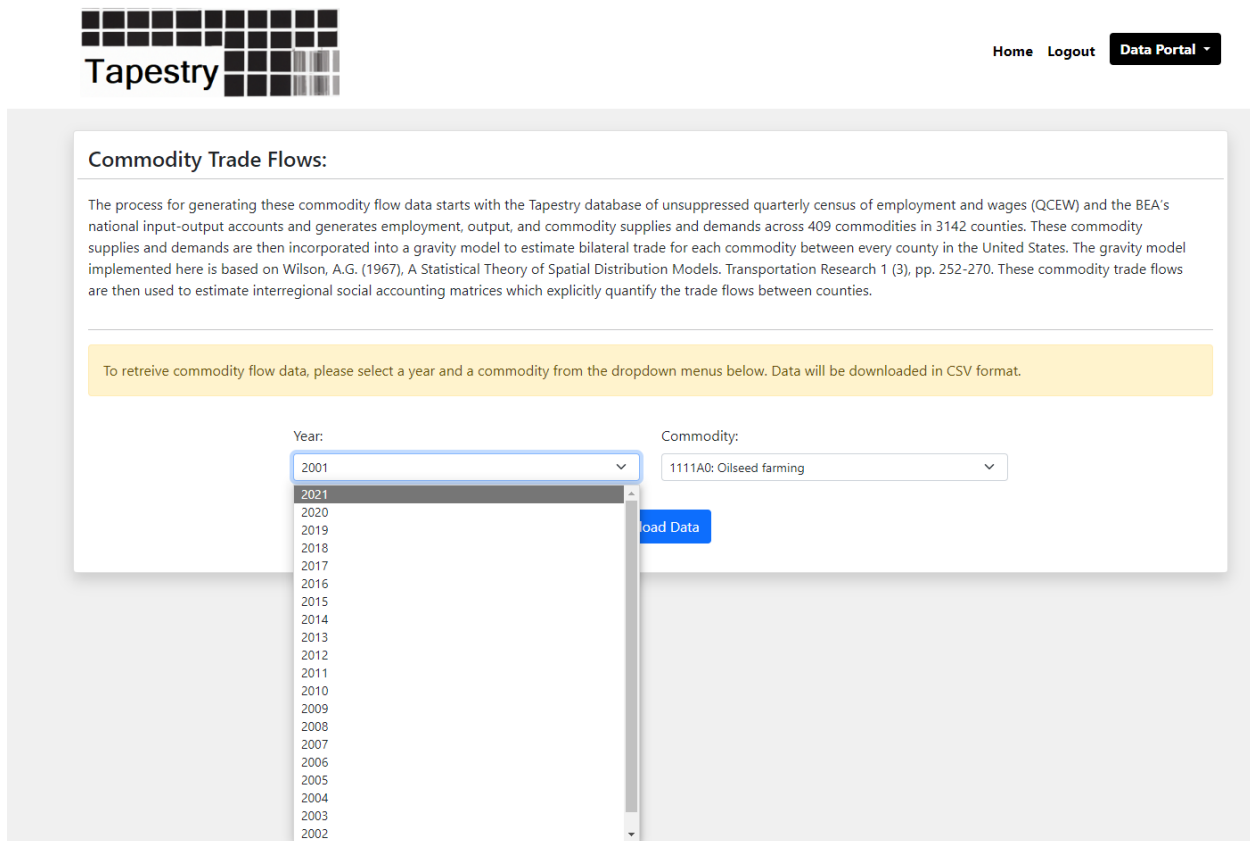 Tapestry
Home Logout Data Portal
Commodity Trade Flows:
The process for generating these commodity flow data starts with the Tapestry database of unsuppressed quarterly census of employment and wages (QCEW) and the BEA's
national input-output accounts and generates employment, output, and commodity supplies and demands across 409 commodities in 3142 counties. These commodity
supplies and demands are then incorporated into a gravity model to estimate bilateral trade for each commodity between every county in the United States. The gravity model
implemented here is based on Wilson, A.G. (1967), A Statistical Theory of Spatial Distribution Models. Transportation Research 1 (3), pp. 252-270. These commodity trade flows
are then used to estimate interregional social accounting matrices which explicitly quantify the trade flows between counties.
To retreive commodity flow data, please select a year and a commodity from the dropdown menus below. Data will be downloaded in CSV format.
Year: Commodity:
2001 1111A0: Oilseed farming
2021
2020
2019
load Data
2018
2017
2016
2015
2014
2013
2012
2011
2010
2009
2008
2007
2006
2005
2004
2003
2002